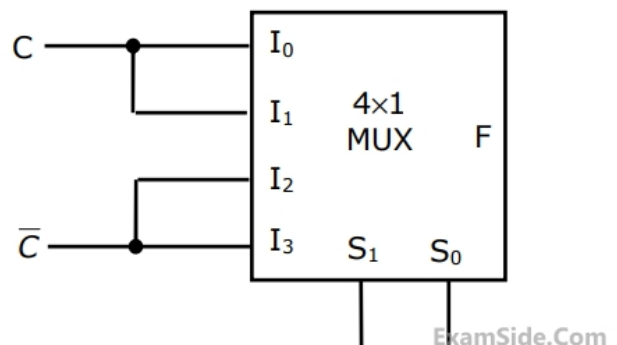 C
I₀
I₁
4×1
MUX
F
I₂
C̅
I₃
S₁
S₀
ExamSide.Com